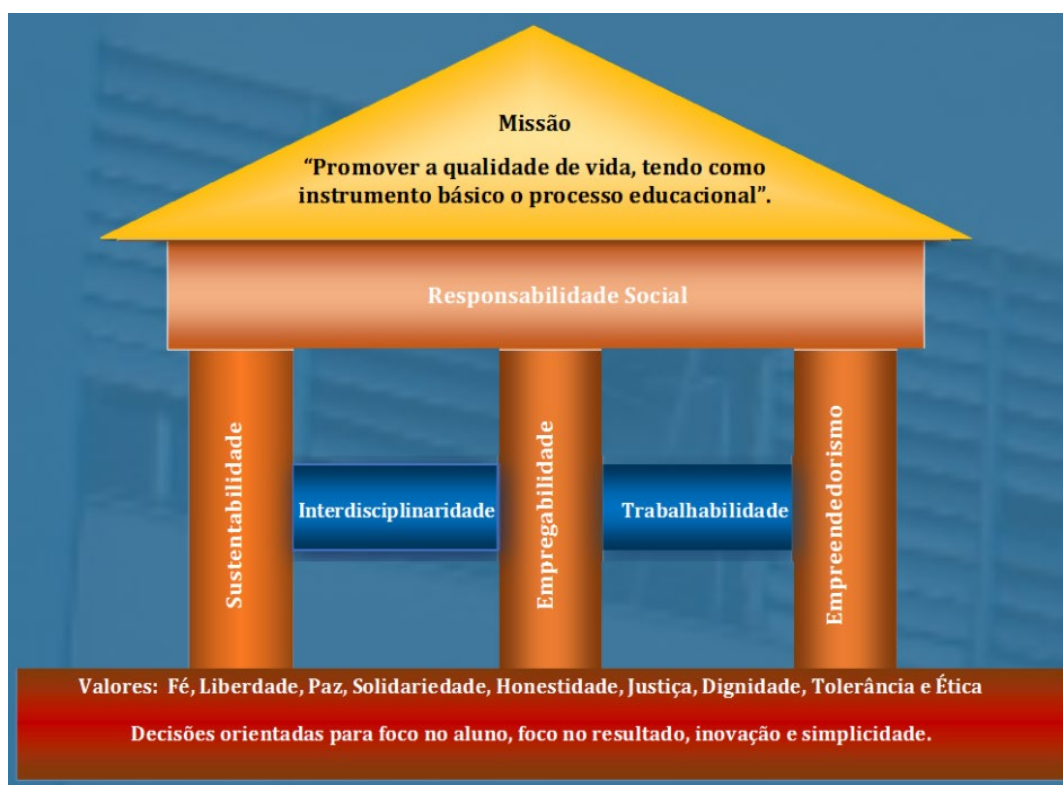 Missão
“Promover a qualidade de vida, tendo como
instrumento básico o processo educacional”.
Responsabilidade Social
Sustentabilidade
Interdisciplinaridade
Empregabilidade
Trabalhabilidade
Empreendedorismo
Valores: Fé, Liberdade, Paz, Solidariedade, Honestidade, Justiça, Dignidade, Tolerância e Ética
Decisões orientadas para foco no aluno, foco no resultado, inovação e simplicidade.